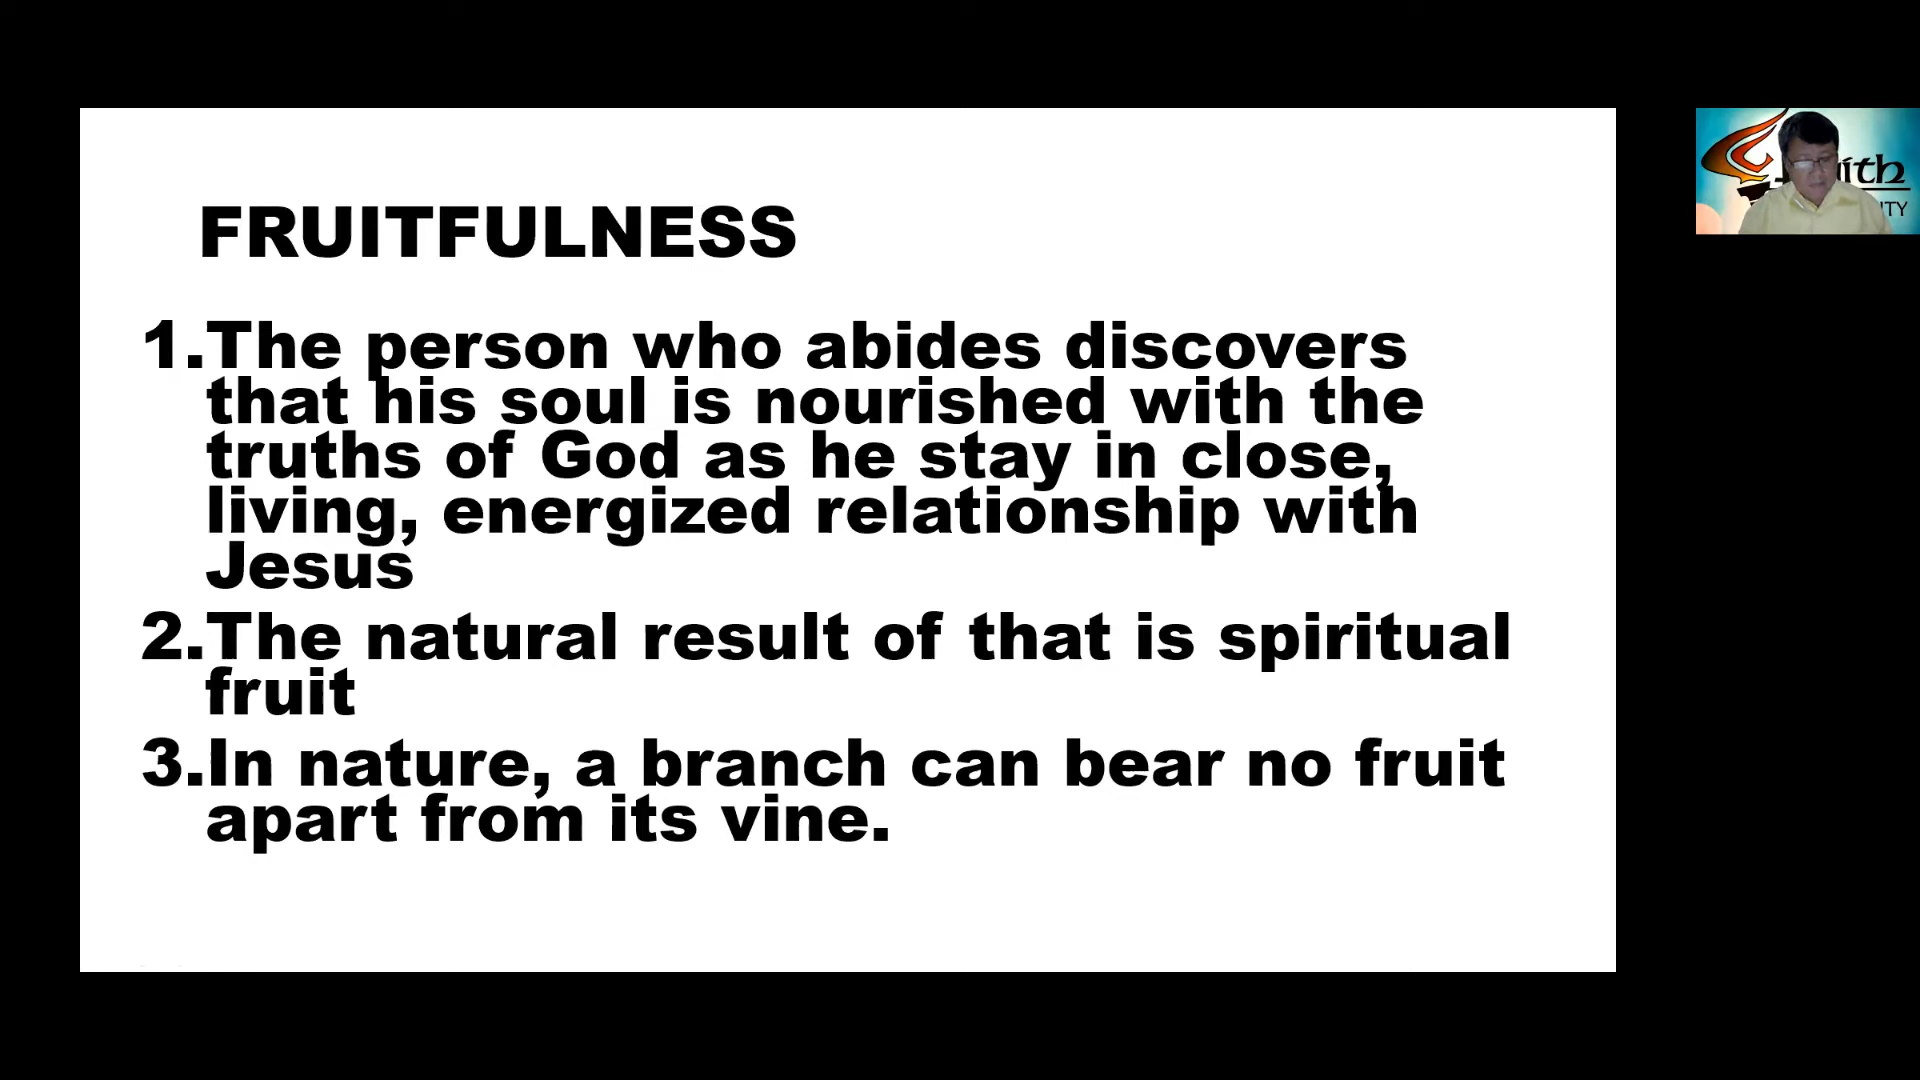 FRUITFULNESS
1.The person who abides discovers
that his soul is nourished with the
truths of God as he stay in close,
living, energized relationship with
Jesus
2.The natural result of that is spiritual
fruit
3.In nature, a branch can bear no fruit
apart from its vine.